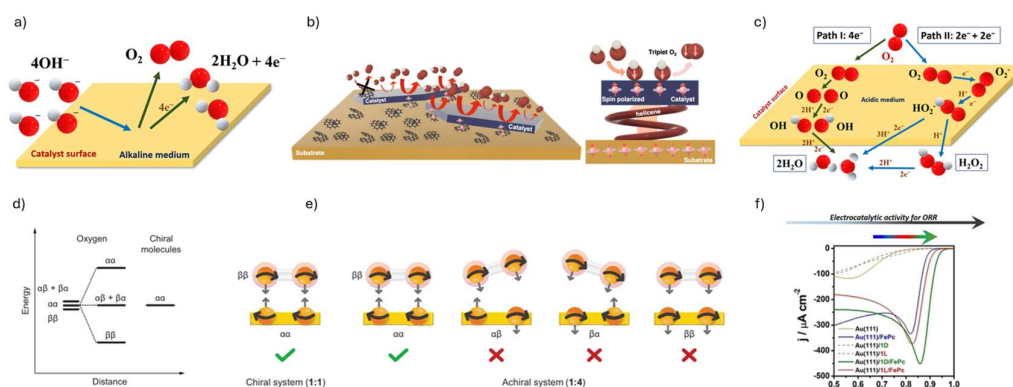 a)
4OH⁻
O₂
2H₂O + 4e⁻
4e⁻
Catalyst surface
Alkaline medium
b)
Catalyst
Catalyst
Substrate
Triplet O₂
Spin polarized
Catalyst
helicene
Substrate
c)
Path I: 4e⁻
Path II: 2e⁻ + 2e⁻
O₂
O₂
O₂
e⁻
O₂⁻
O
O
Acidic medium
H⁺
e⁻
2H⁺
2e⁻
HO₂⁻
OH
OH
3H⁺
2e⁻
H⁺
2H⁺
2e⁻
Catalyst surface
2H₂O
2H⁺
2e⁻
H₂O₂
d)
Oxygen
Chiral
molecules
Energy
αα
αβ + βα
αα
ββ
αβ + βα
αα
ββ
Distance
e)
ββ
ββ
αα
αα
αβ
βα
ββ
Chiral system (1:1)
Achiral system (1:4)
f)
Electrocatalytic activity for ORR
j / μA cm⁻²
0
-100
-200
-300
-400
-500
Au(111)
Au(111)/FePc
Au(111)/1D
Au(111)/1L
Au(111)/1D/FePc
Au(111)/1L/FePc
0.5 0.6 0.7 0.8 0.9 1.0